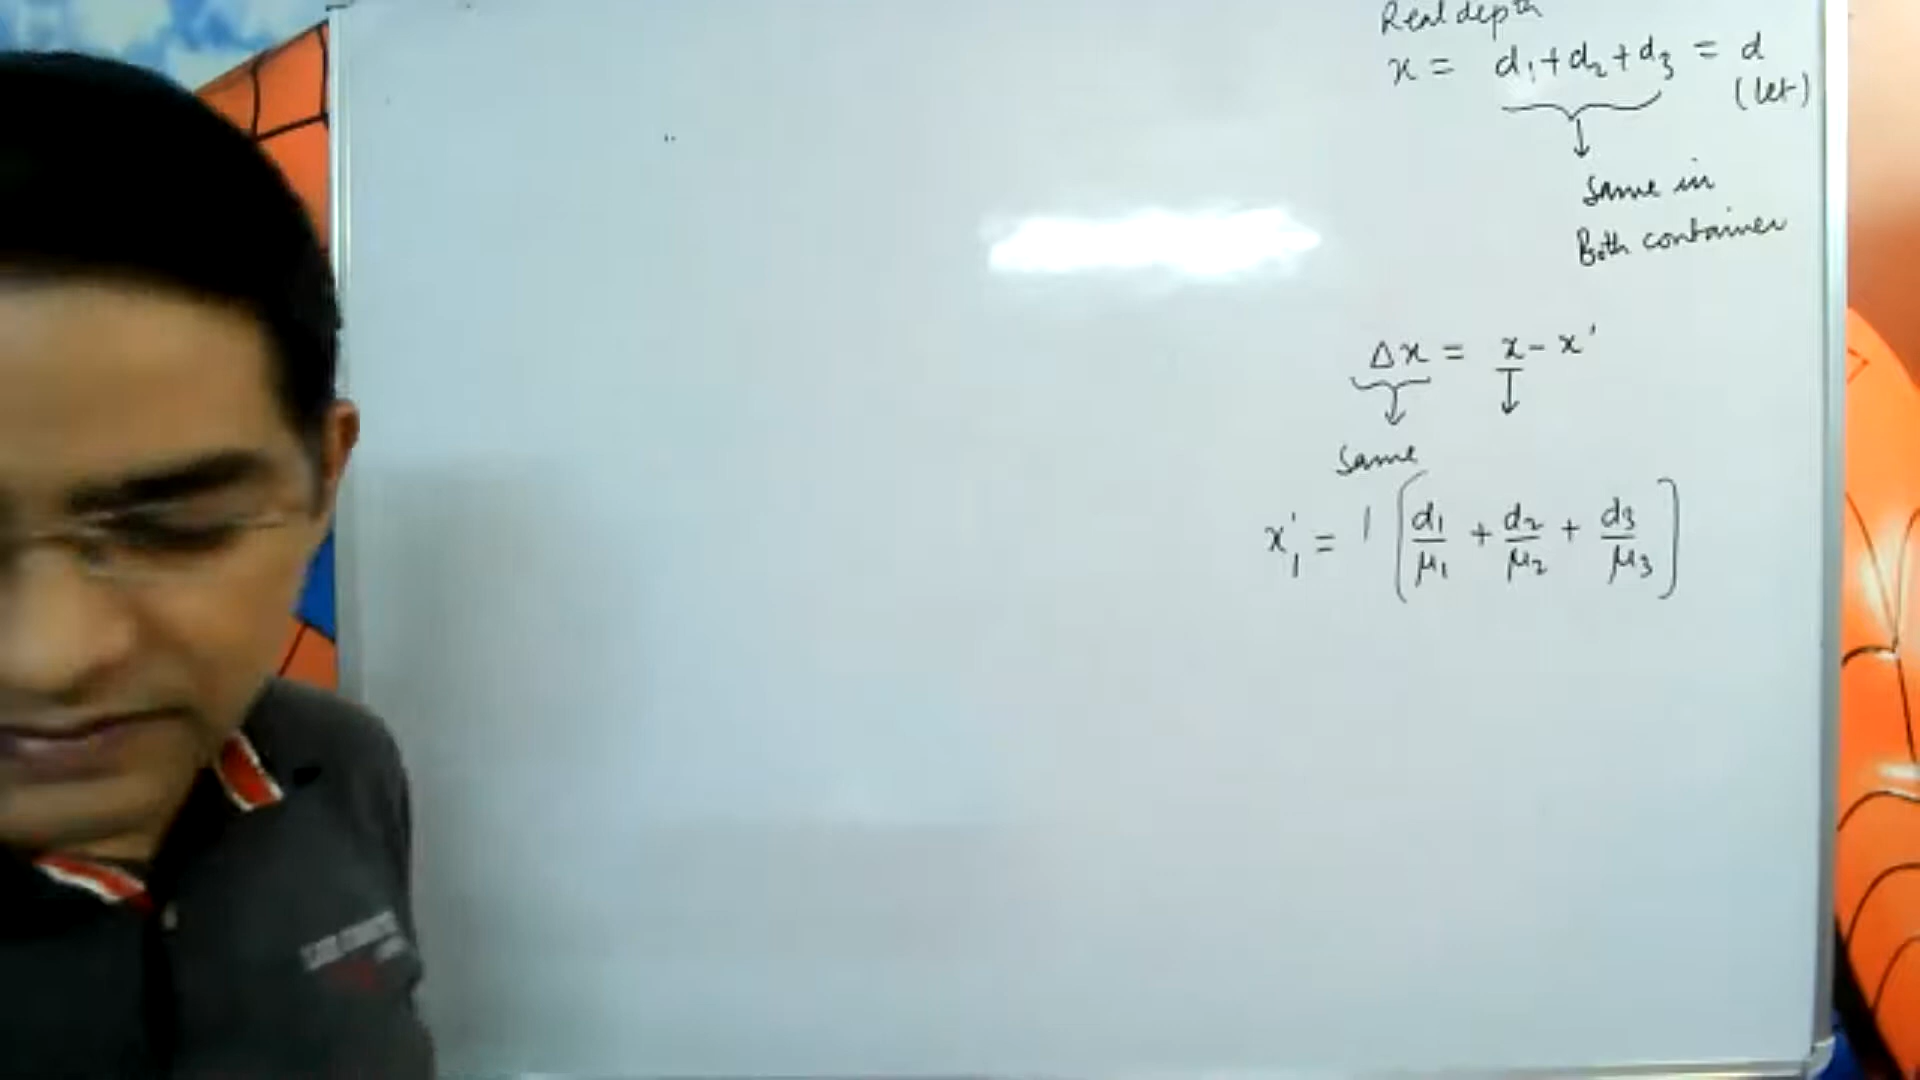 Real depth
x = d₁+d₂+d₃ = d
(let)
Same in
Both container
Δx = x - x'
Same
x'₁ = 1 [d₁/μ₁ + d₂/μ₂ + d₃/μ₃]